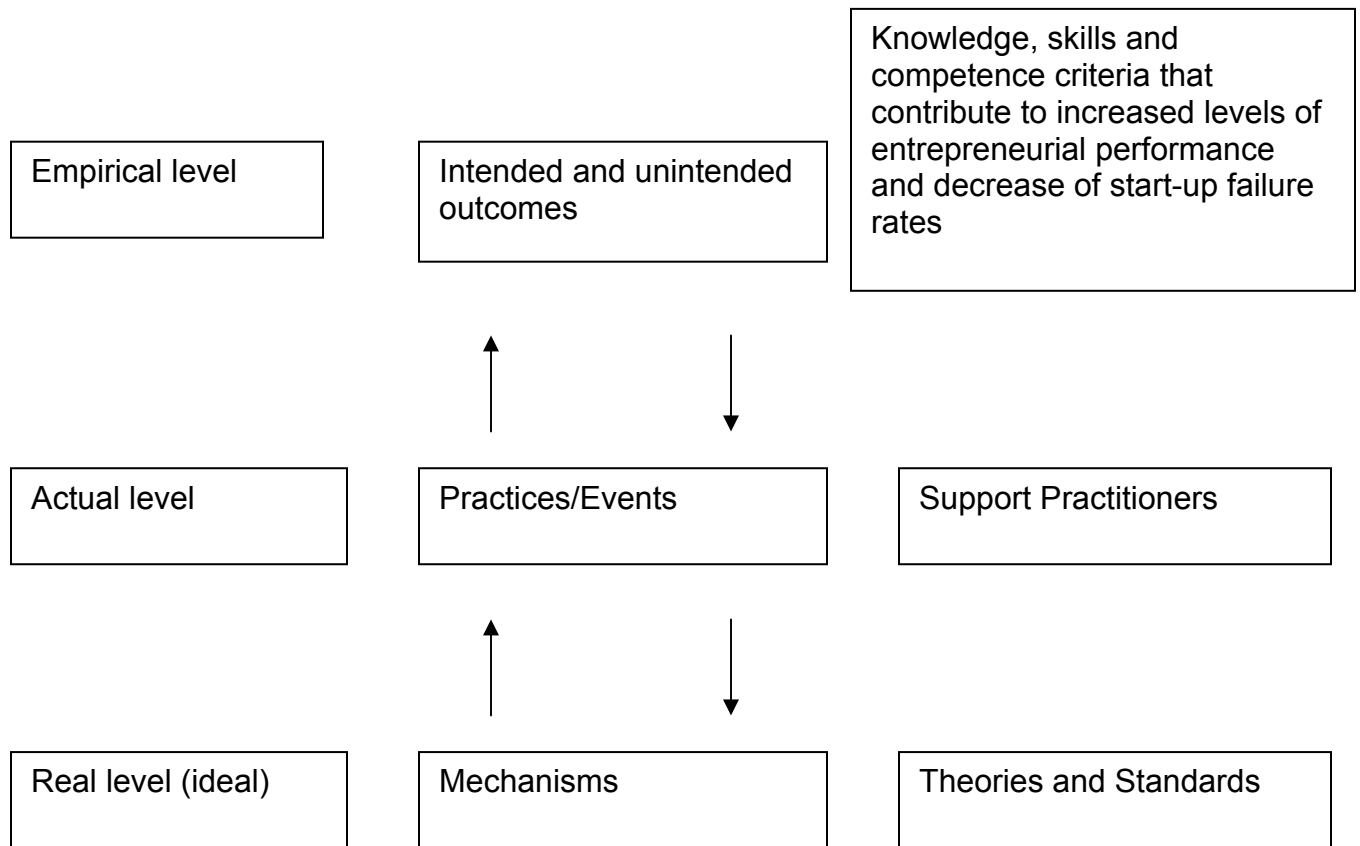 Empirical level
Intended and unintended
outcomes
Knowledge, skills and
competence criteria that
contribute to increased levels of
entrepreneurial performance
and decrease of start-up failure
rates
Actual level
Practices/Events
Support Practitioners
Real level (ideal)
Mechanisms
Theories and Standards